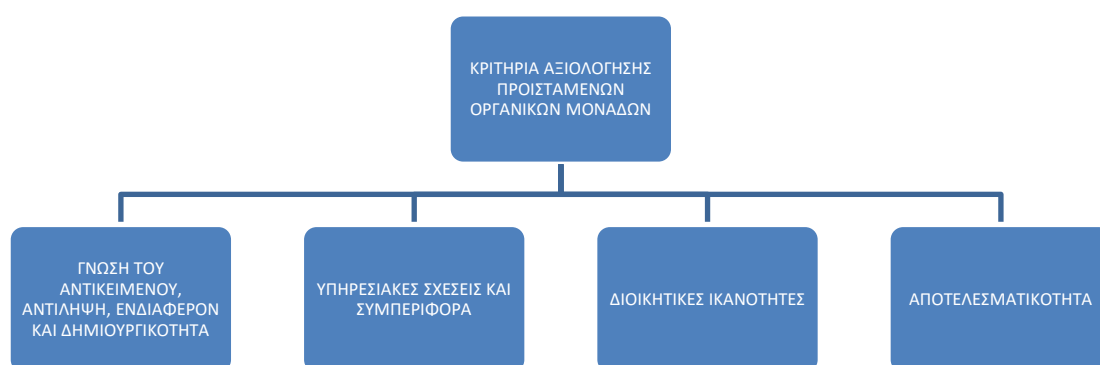 ΚΡΙΤΗΡΙΑ ΑΞΙΟΛΟΓΗΣΗΣ
ΠΡΟΙΣΤΑΜΕΝΩΝ
ΟΡΓΑΝΙΚΩΝ ΜΟΝΑΔΩΝ
ΓΝΩΣΗ ΤΟΥ
ΑΝΤΙΚΕΙΜΕΝΟΥ,
ΑΝΤΙΛΗΨΗ, ΕΝΔΙΑΦΕΡΟΝ
ΚΑΙ ΔΗΜΙΟΥΡΓΙΚΟΤΗΤΑ
ΥΠΗΡΕΣΙΑΚΕΣ ΣΧΕΣΕΙΣ ΚΑΙ
ΣΥΜΠΕΡΙΦΟΡΑ
ΔΙΟΙΚΗΤΙΚΕΣ ΙΚΑΝΟΤΗΤΕΣ
ΑΠΟΤΕΛΕΣΜΑΤΙΚΟΤΗΤΑ